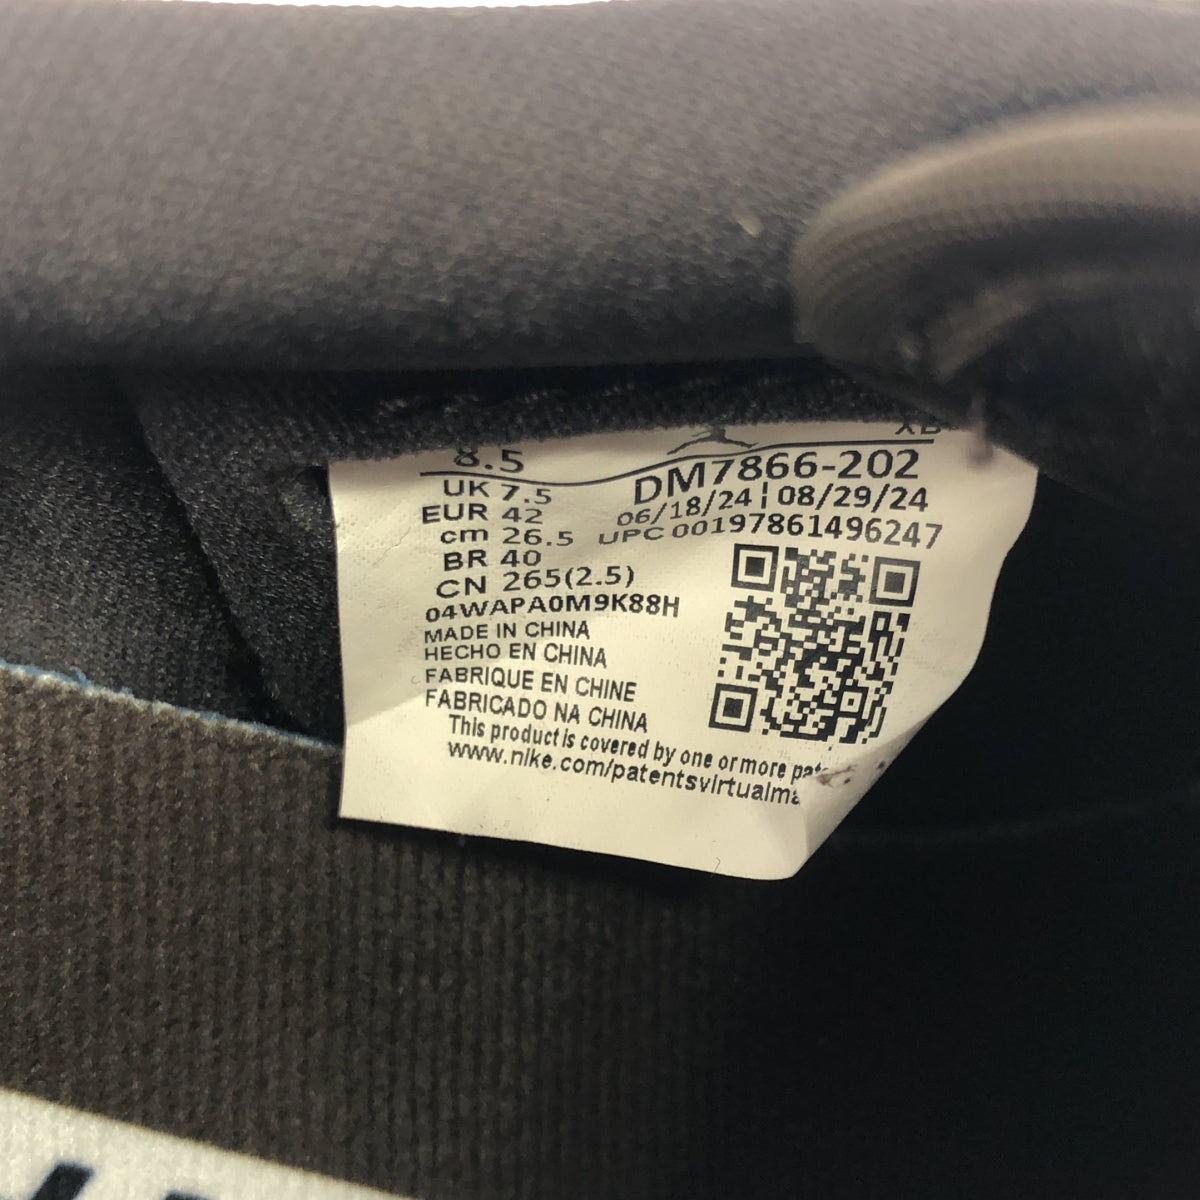 8.5
XB
UK 7.5
DM7866-202
EUR 42
06/18/24 | 08/29/24
cm 26.5
UPC 00197861496247
BR 40
CN 265(2.5)
04WAPA0M9K88H
MADE IN CHINA
HECHO EN CHINA
FABRIQUE EN CHINE
FABRICADO NA CHINA
This product is covered by one or more
www.nike.com/patentsvirtualma